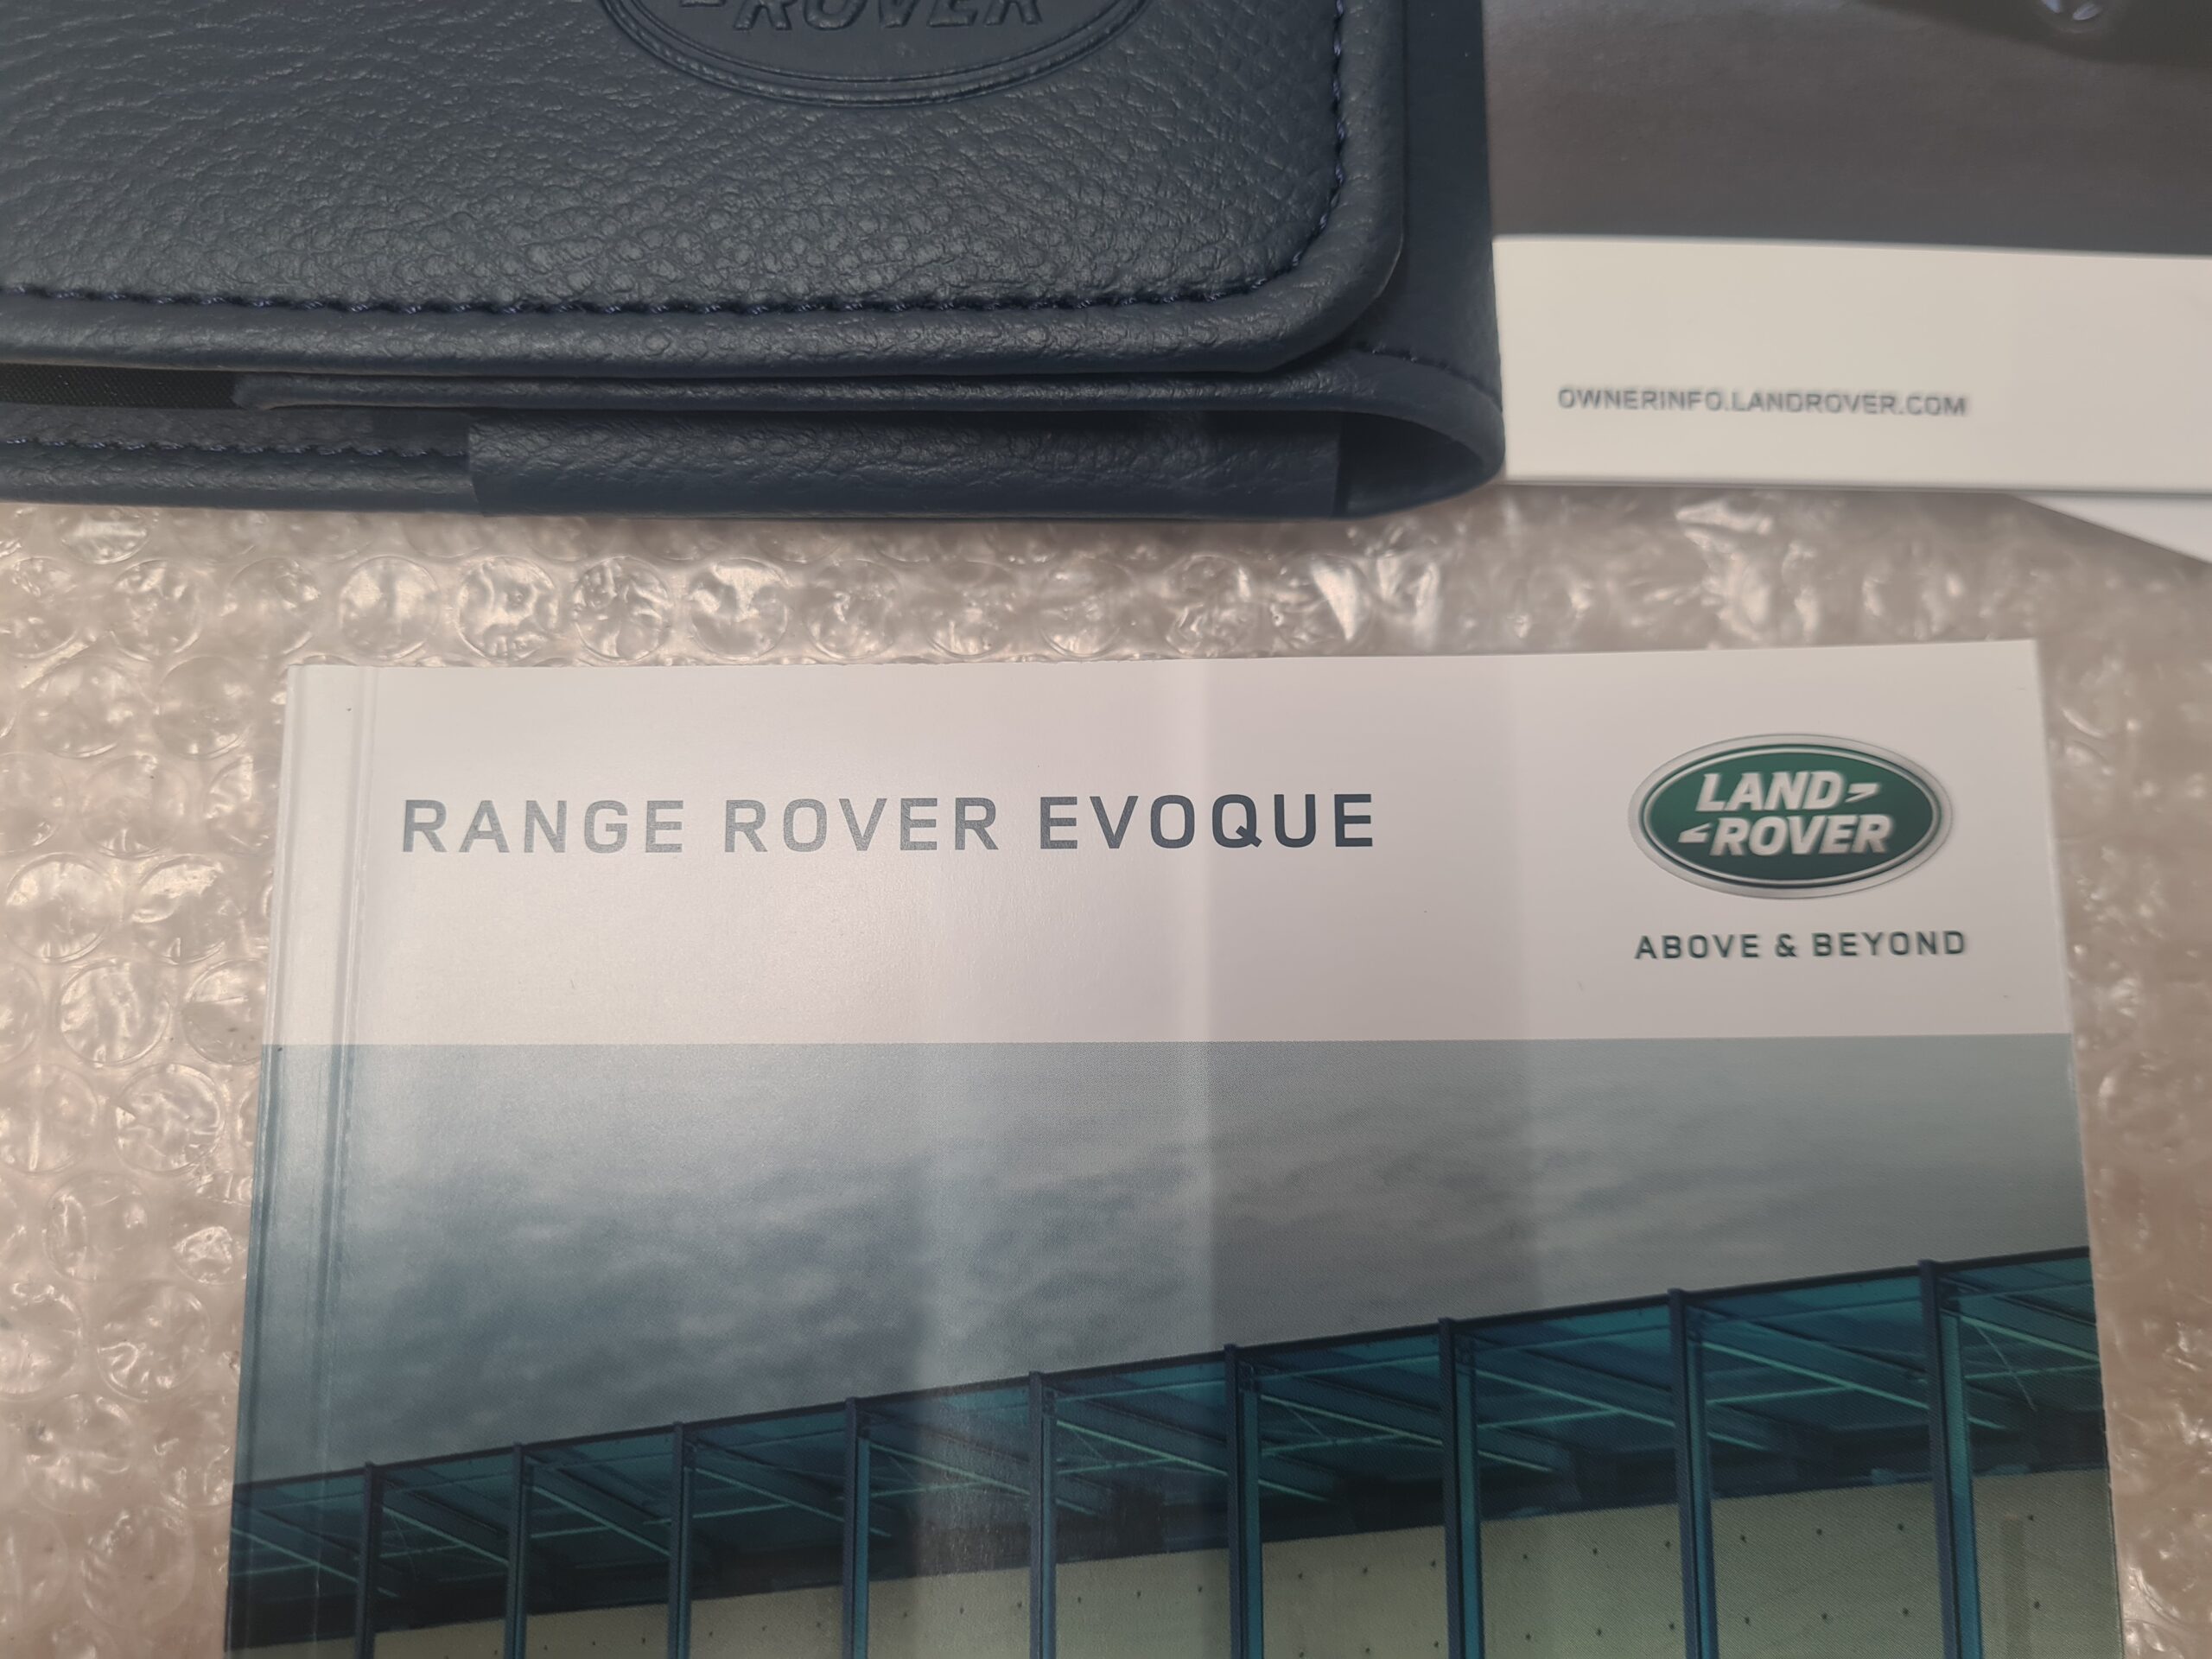 ROVER
OWNERINFO.LANDROVER.COM
RANGE ROVER EVOQUE
LAND
ROVER
ABOVE & BEYOND